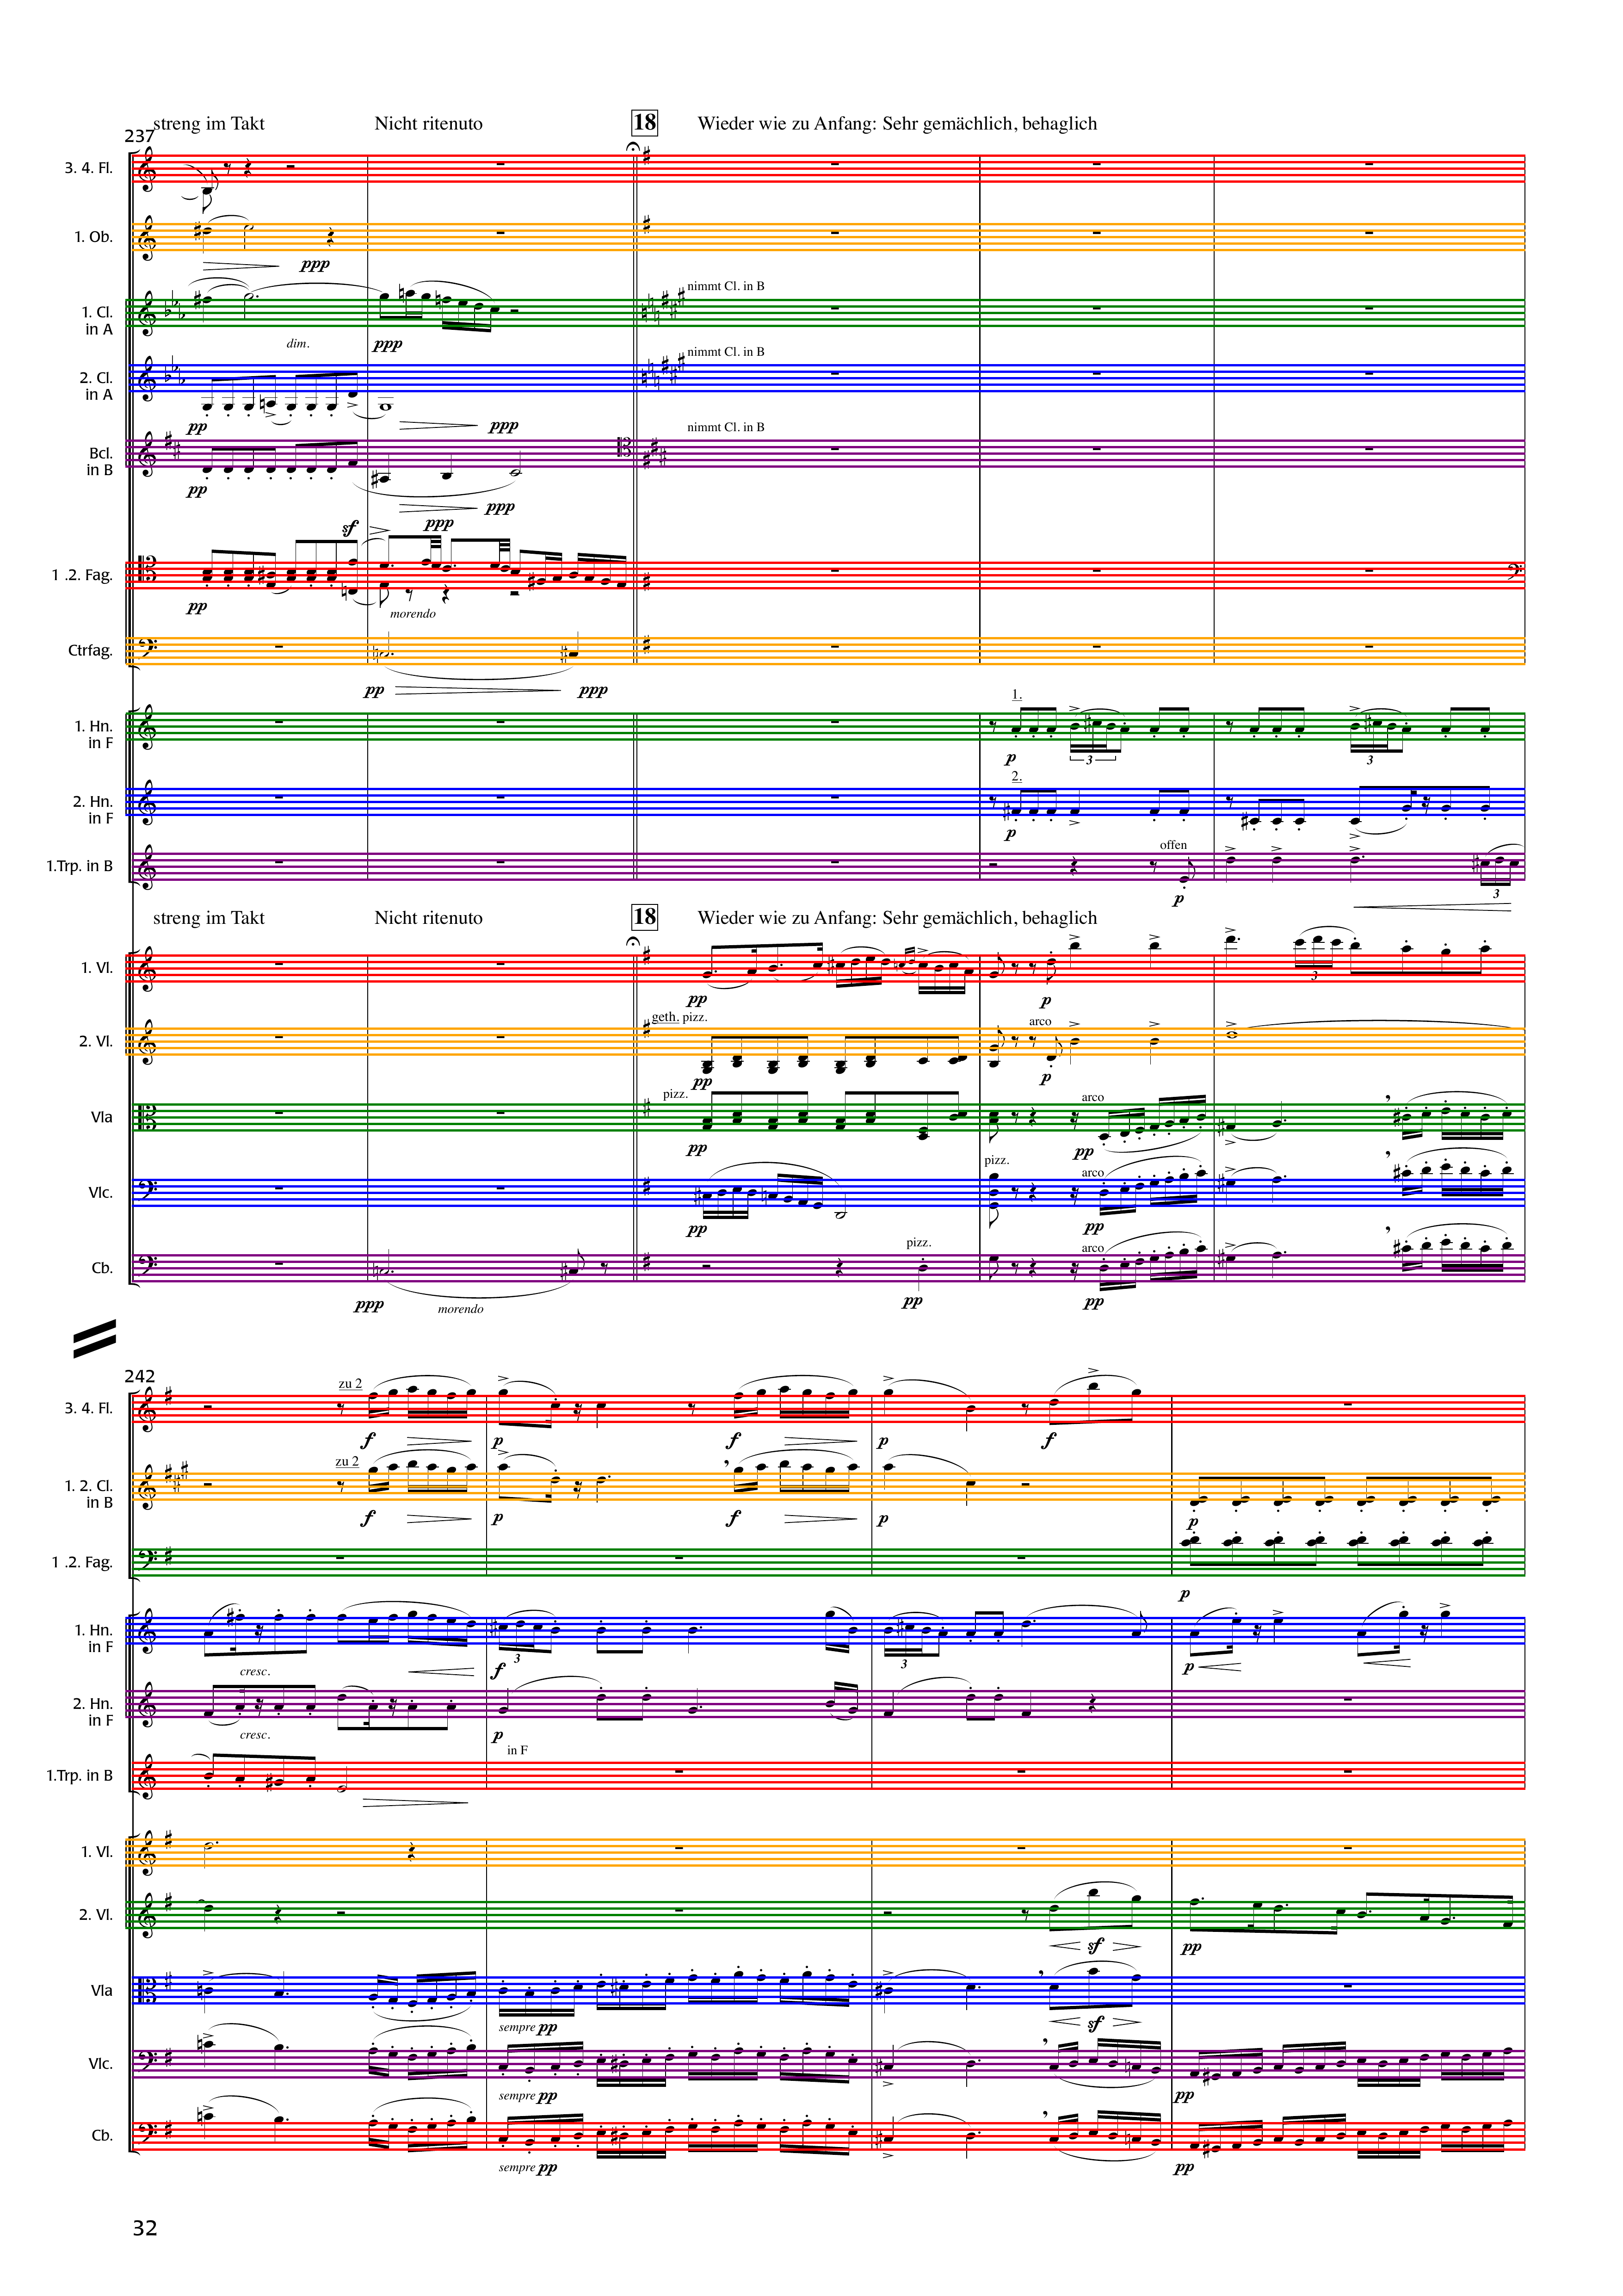 streng im Takt Nicht ritenuto 18 Wieder wie zu Anfang: Sehr gemächlich, behaglich
237
3. 4. Fl.
1. Ob.
ppp
nimmt Cl. in B
1. Cl.
in A
dim. ppp
nimmt Cl. in B
2. Cl.
in A
pp ppp
nimmt Cl. in B
Bcl.
in B
pp ppp
sf ppp
1 .2. Fag.
pp morendo
Ctrfag.
pp ppp
1.
1. Hn.
in F
p 3 3
2.
2. Hn.
in F
p
offen
1.Trp. in B
p 3
streng im Takt Nicht ritenuto 18 Wieder wie zu Anfang: Sehr gemächlich, behaglich
1. Vl.
pp p 3
geth. pizz. arco
2. Vl.
pp p
pizz. arco
Vla
pp pp
pizz. arco
Vlc.
pp pp
pizz. arco
Cb.
ppp morendo pp pp
242
zu 2
3. 4. Fl.
f p f p f
zu 2
1. 2. Cl.
in B
f p f p p
1 .2. Fag.
p
1. Hn.
in F
cresc. f 3 3 p
2. Hn.
in F
cresc. p
in F
1.Trp. in B
1. Vl.
2. Vl.
sf pp
Vla
sempre pp sf
Vlc.
sempre pp pp
Cb.
sempre pp pp
32